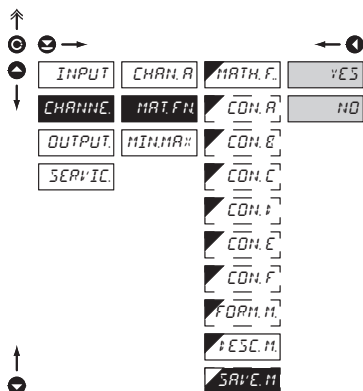 INPUT CHAN. A MATH. F. YES
CHANNE. MAT. FN. CON. A NO
OUTPUT. MIN.MAX CON. B
SERVIC. CON. C
CON. D
CON. E
CON. F
FORM. M.
DESC. M.
SAVE. M.